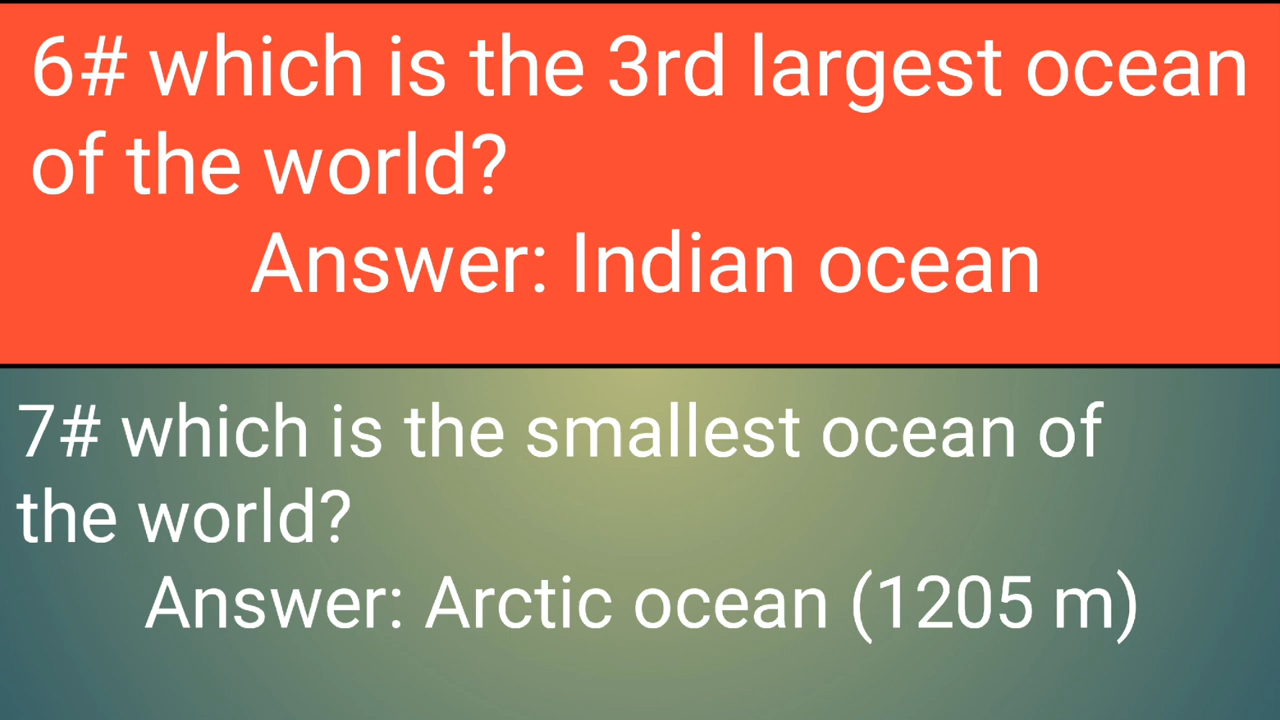 6# which is the 3rd largest ocean
of the world?
Answer: Indian ocean
7# which is the smallest ocean of
the world?
Answer: Arctic ocean (1205 m)